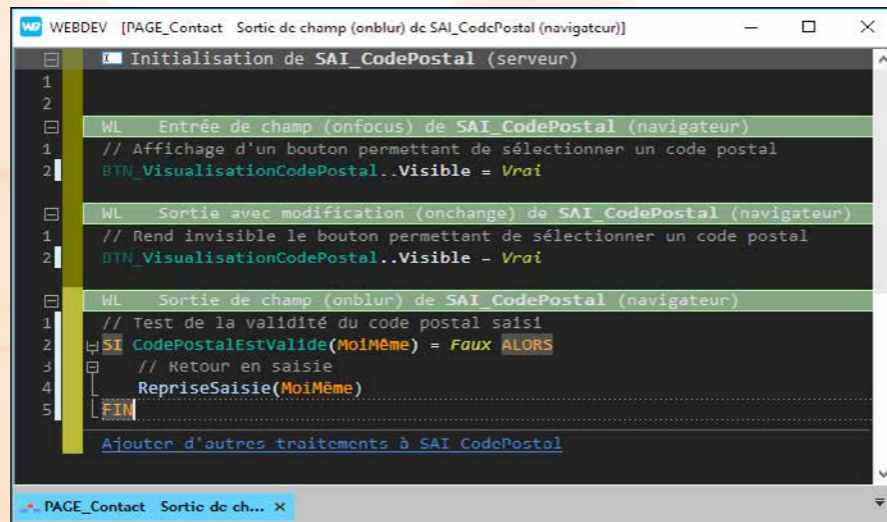 WEBDEV [PAGE_Contact Sortie de champ (onblur) de SAI_CodePostal (navigateur)]
Initialisation de SAI_CodePostal (serveur)
1
2
WL Entrée de champ (onfocus) de SAI_CodePostal (navigateur)
1 // Affichage d'un bouton permettant de sélectionner un code postal
2 BTN_VisualisationCodePostal..Visible = Vrai
WL Sortie avec modification (onchange) de SAI_CodePostal (navigateur)
1 // Rend invisible le bouton permettant de sélectionner un code postal
2 BTN_VisualisationCodePostal..Visible = Vrai
WL Sortie de champ (onblur) de SAI_CodePostal (navigateur)
1 // Test de la validité du code postal saisi
2 SI CodePostalEstValide(MoiMême) = Faux ALORS
3 // Retour en saisie
4 RepriseSaisie(MoiMême)
5 FIN
Ajouter d'autres traitements à SAI_CodePostal
PAGE_Contact Sortie de ch... ×